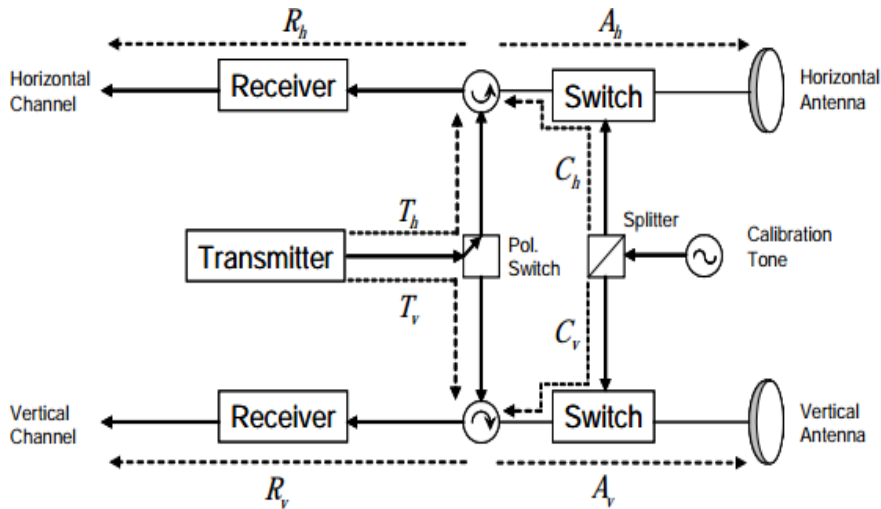 R_h
A_h
Horizontal
Channel
Receiver
Switch
Horizontal
Antenna
C_h
T_h
Splitter
Transmitter
Pol.
Switch
Calibration
Tone
T_v
C_v
Vertical
Channel
Receiver
Switch
Vertical
Antenna
R_v
A_v